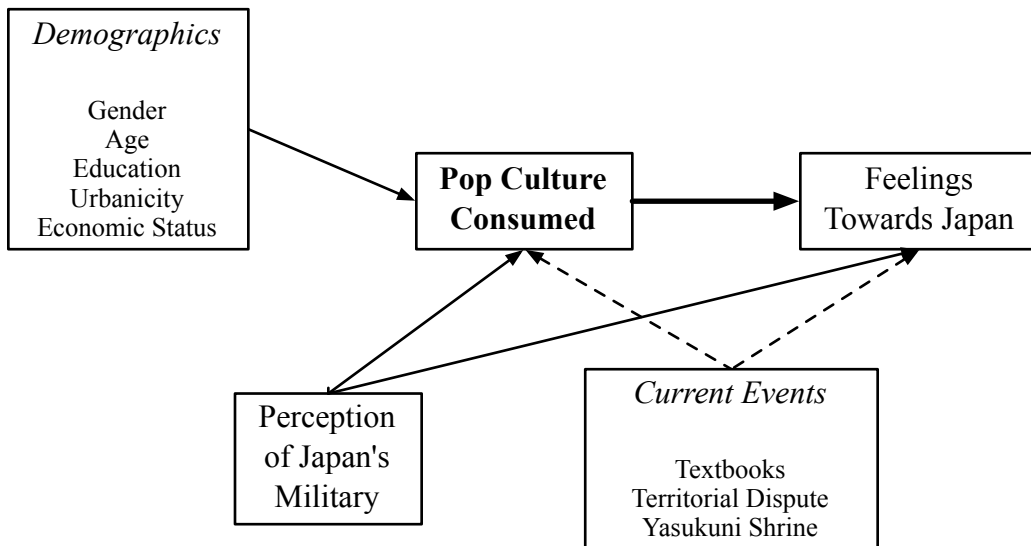 Demographics
Gender
Age
Education
Urbanicity
Economic Status
Pop Culture
Consumed
Feelings
Towards Japan
Perception
of Japan's
Military
Current Events
Textbooks
Territorial Dispute
Yasukuni Shrine